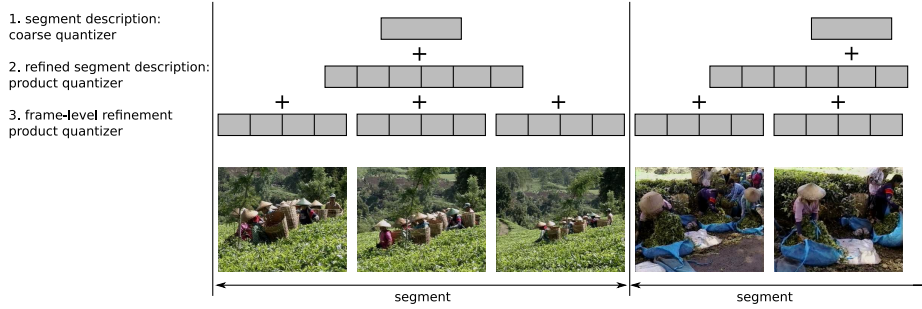 1. segment description:
coarse quantizer
+
+
2. refined segment description:
product quantizer
+ + + + +
3. frame-level refinement
product quantizer
segment
segment